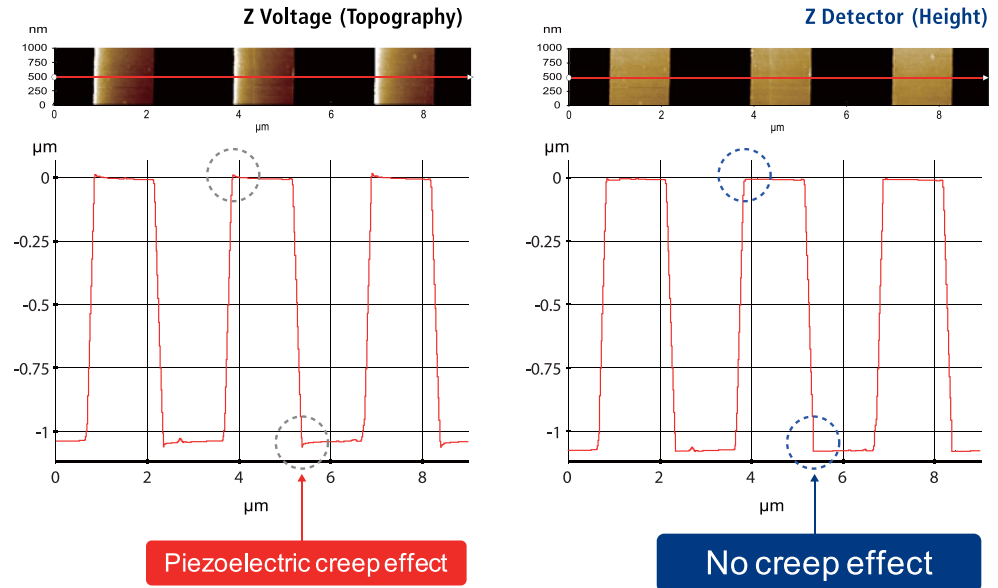 Z Voltage (Topography)
nm
1000
750
500
250
0
0 2 4 6 8
µm
µm
0
-0.25
-0.5
-0.75
-1
0 2 4 6 8
µm
Piezoelectric creep effect
Z Detector (Height)
nm
1000
750
500
250
0
0 2 4 6 8
µm
µm
0
-0.25
-0.5
-0.75
-1
0 2 4 6 8
µm
No creep effect